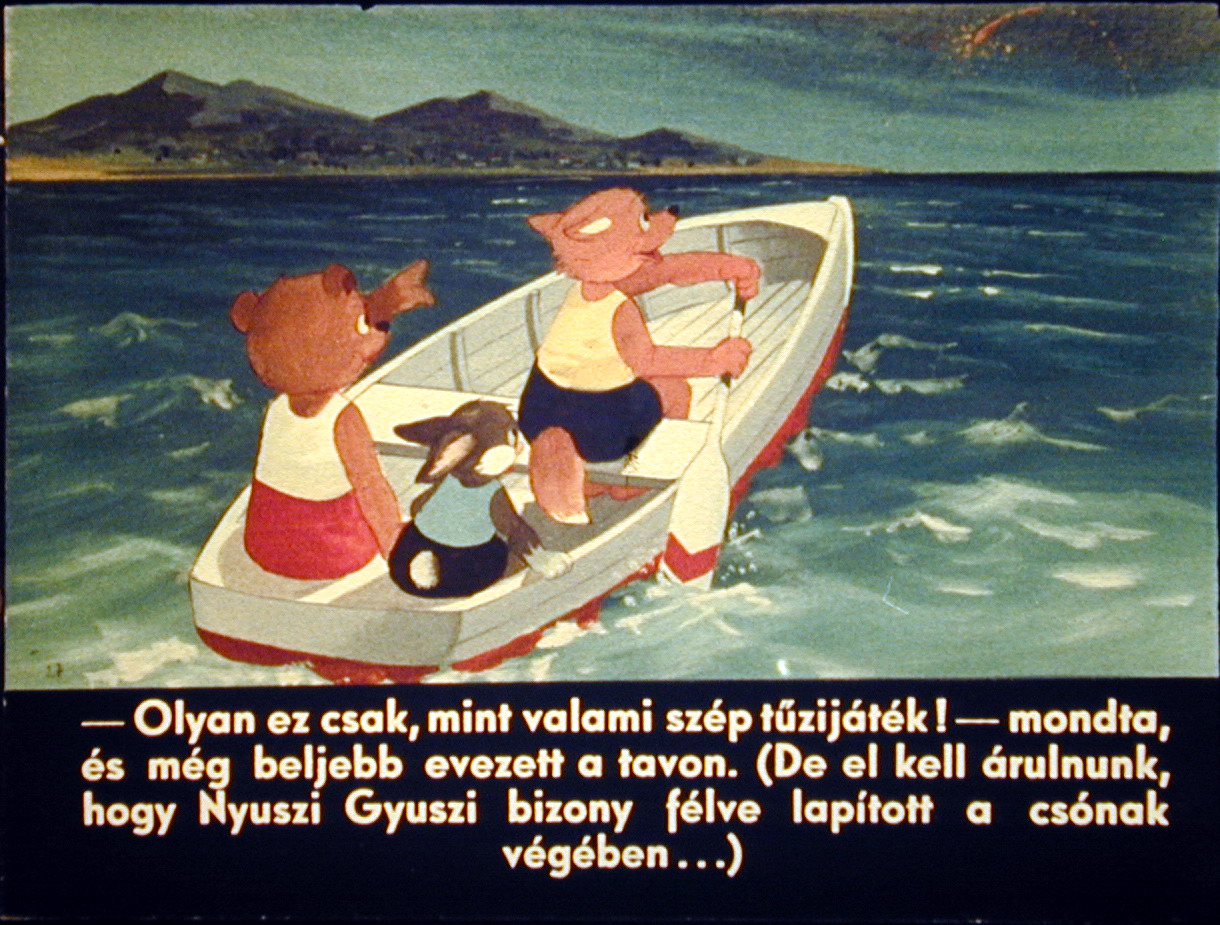 — Olyan ez csak, mint valami szép tűzijáték! — mondta,
és még beljebb evezett a tavon. (De el kell árulnunk,
hogy Nyuszi Gyuszi bizony félve lapított a csónak
végében...)
17